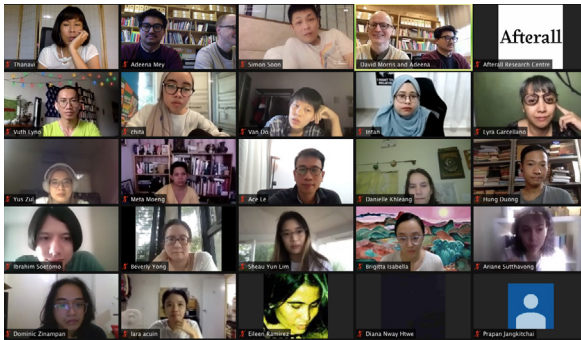 Thanavi
Adeena Mey
Simon Soon
David Morris and Adeena
Afterall
Afterall Research Centre
Vuth Lyno
chita
Van Do
Intan
Lyra Garcellano
Yus Zul
Meta Moeng
Ace Le
Danielle Khleang
Hung Duong
Ibrahim Soetomo
Beverly Yong
Sheau Yun Lim
Brigitta Isabella
Ariane Sutthavong
Dominic Zinampan
lara acuin
Eileen Ramirez
Diana Nway Htwe
Prapan Jangkitchai